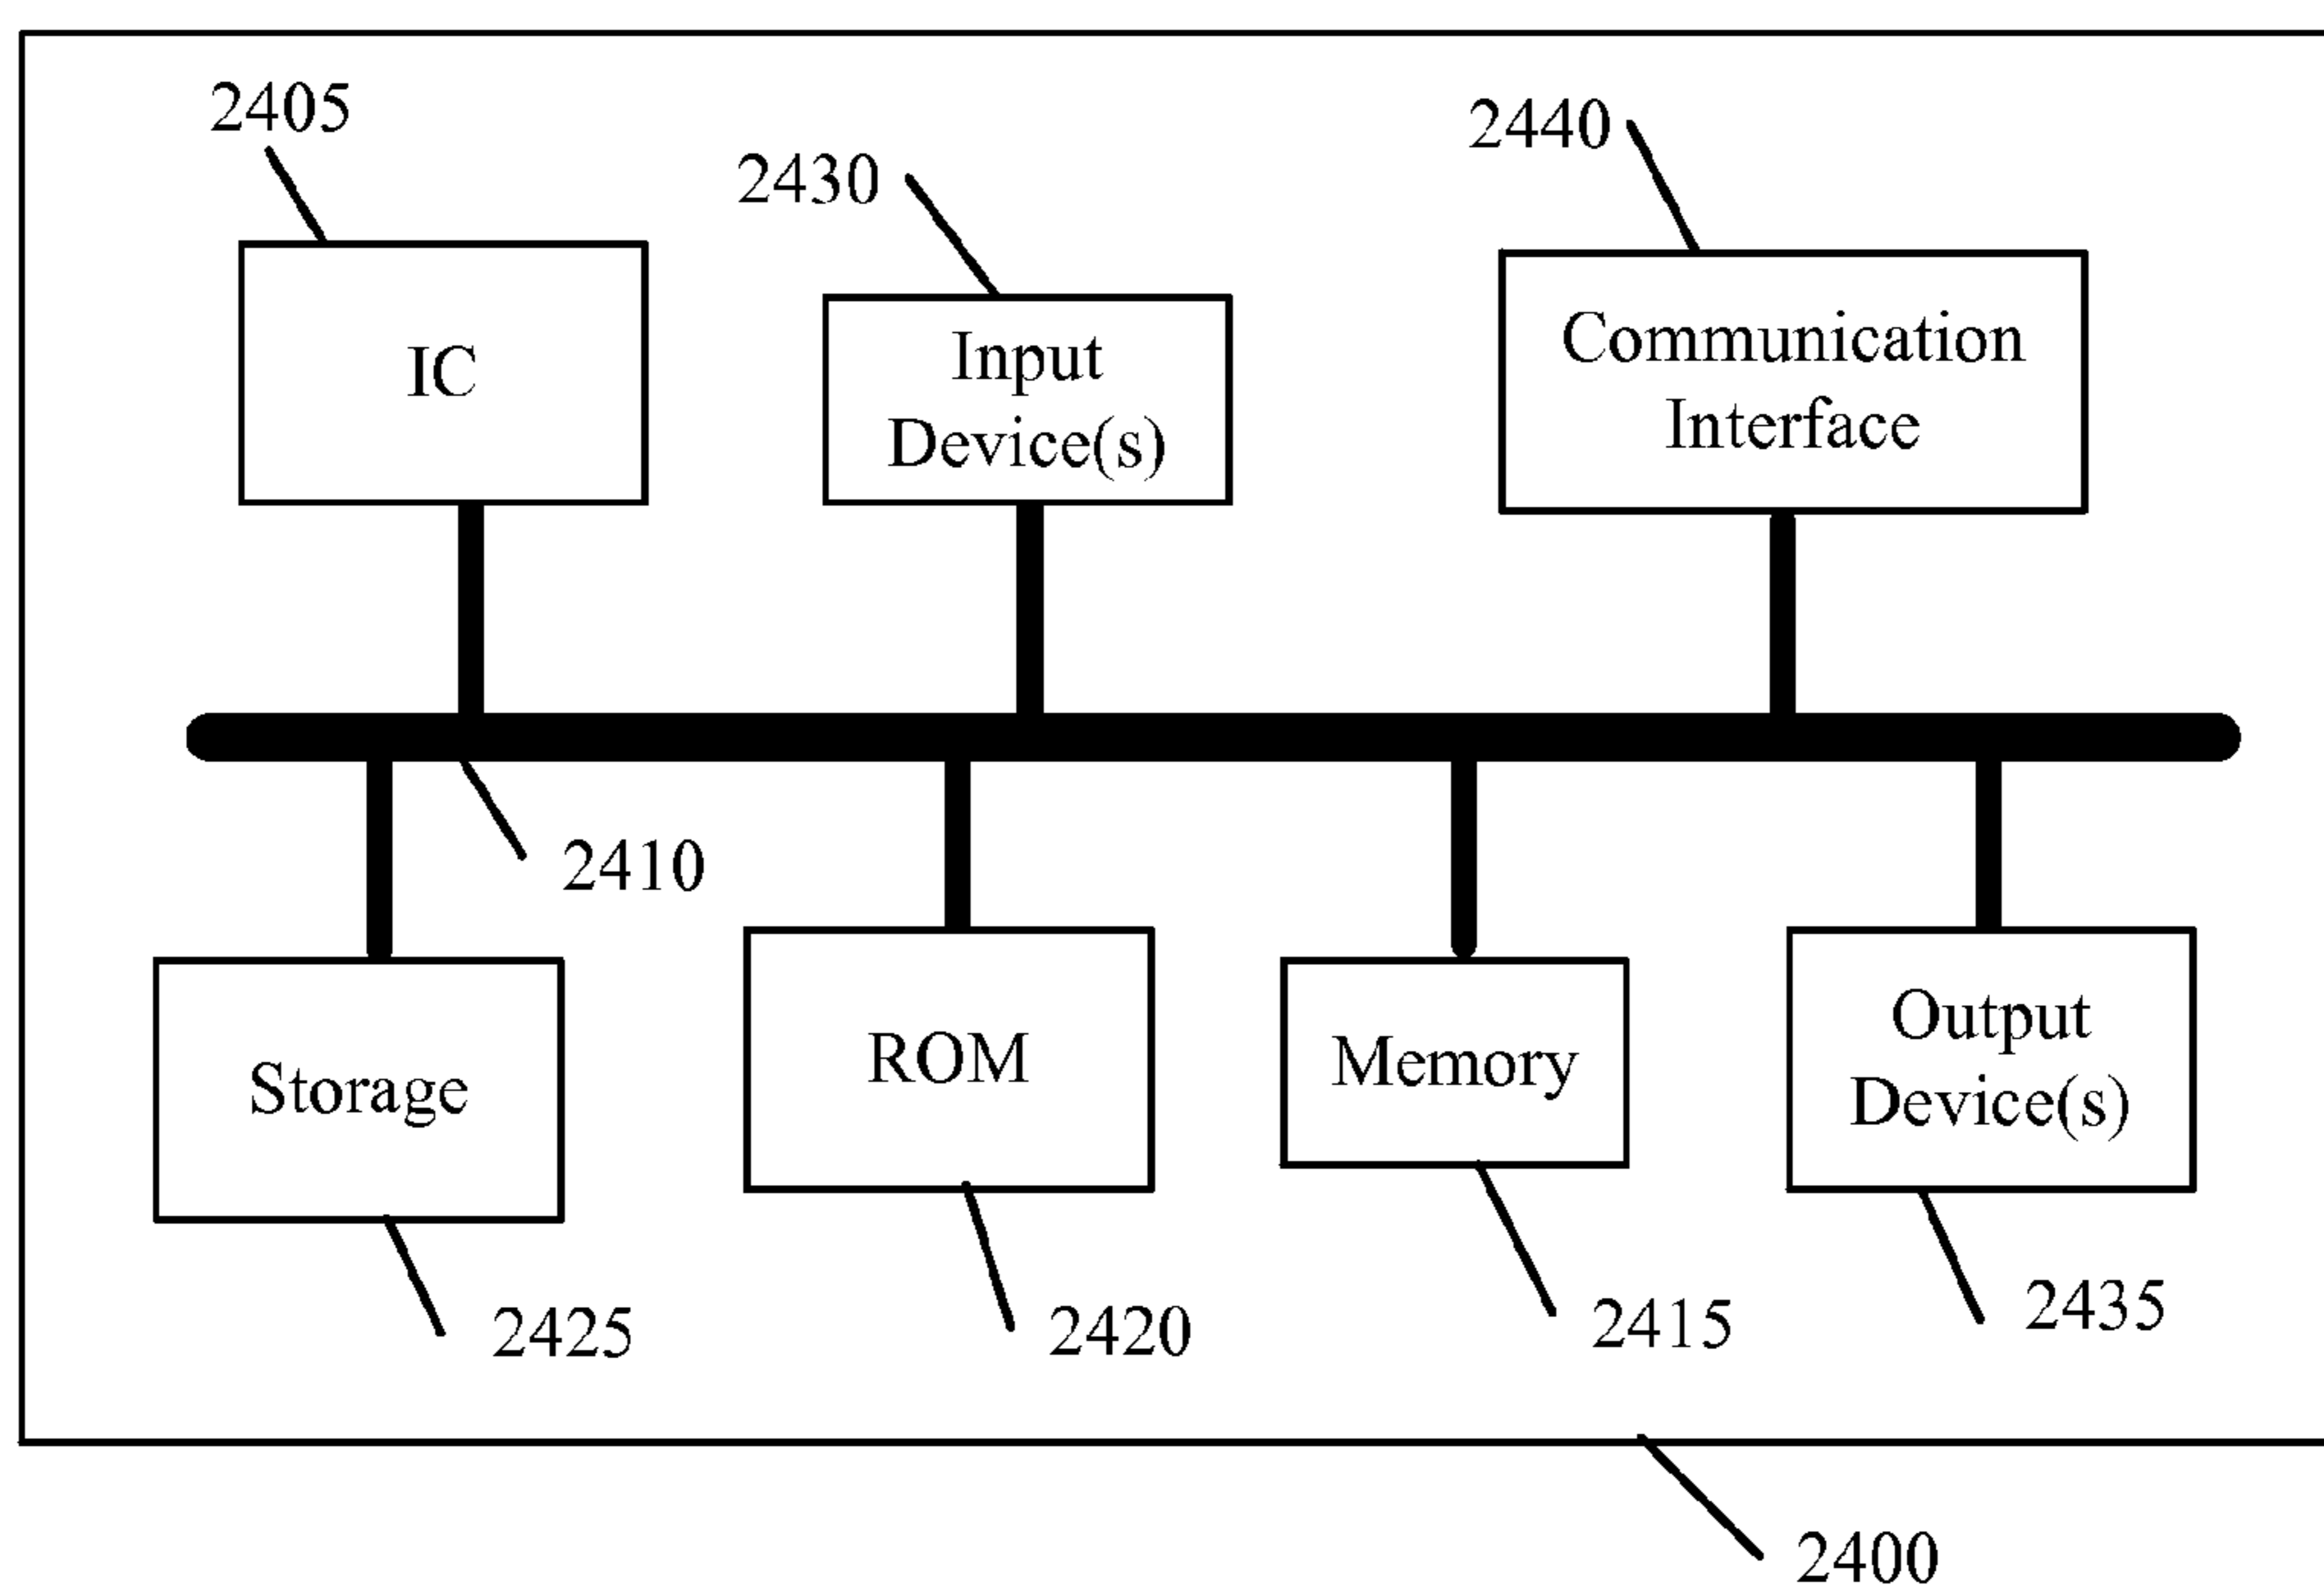 2405
2430
2440
IC
Input
Device(s)
Communication
Interface
2410
Storage
ROM
Memory
Output
Device(s)
2425
2420
2415
2435
2400